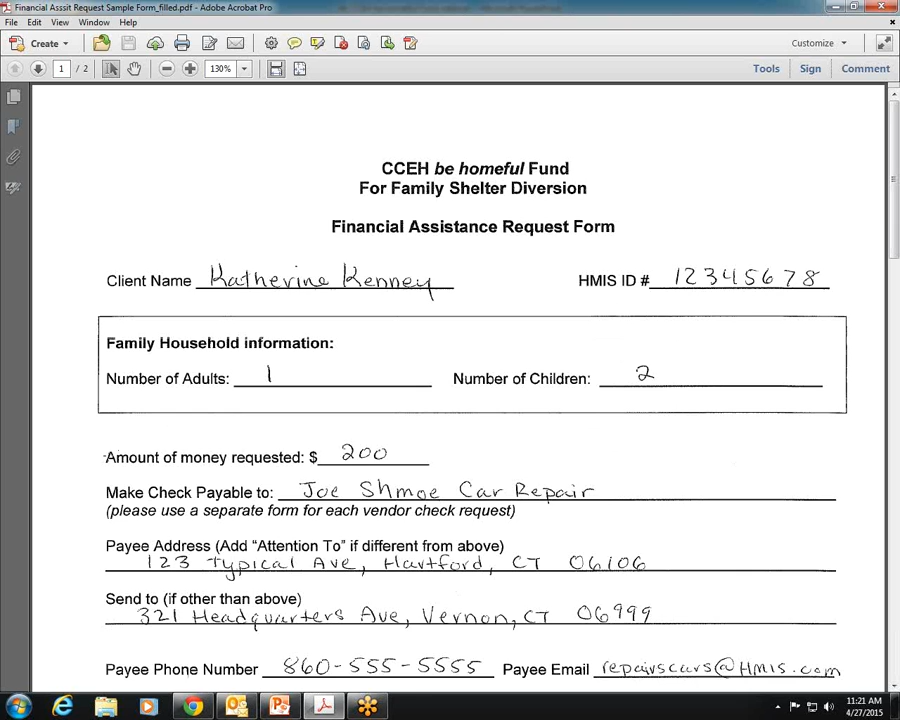 Financial Asssit Request Sample Form_filled.pdf - Adobe Acrobat Pro
File Edit View Window Help
Create
Customize
1 / 2 130%
Tools Sign Comment
CCEH be homeful Fund
For Family Shelter Diversion
Financial Assistance Request Form
Client Name Katherine Kenney HMIS ID # 12345678
Family Household information:
Number of Adults: 1 Number of Children: 2
Amount of money requested: $ 200
Make Check Payable to: Joe Shmoe Car Repair
(please use a separate form for each vendor check request)
Payee Address (Add “Attention To” if different from above)
123 Typical Ave, Hartford, CT 06106
Send to (if other than above)
321 Headquarters Ave, Vernon, CT 06999
Payee Phone Number 860-555-5555 Payee Email repairscars@HMIS.com
11:21 AM
4/27/2015